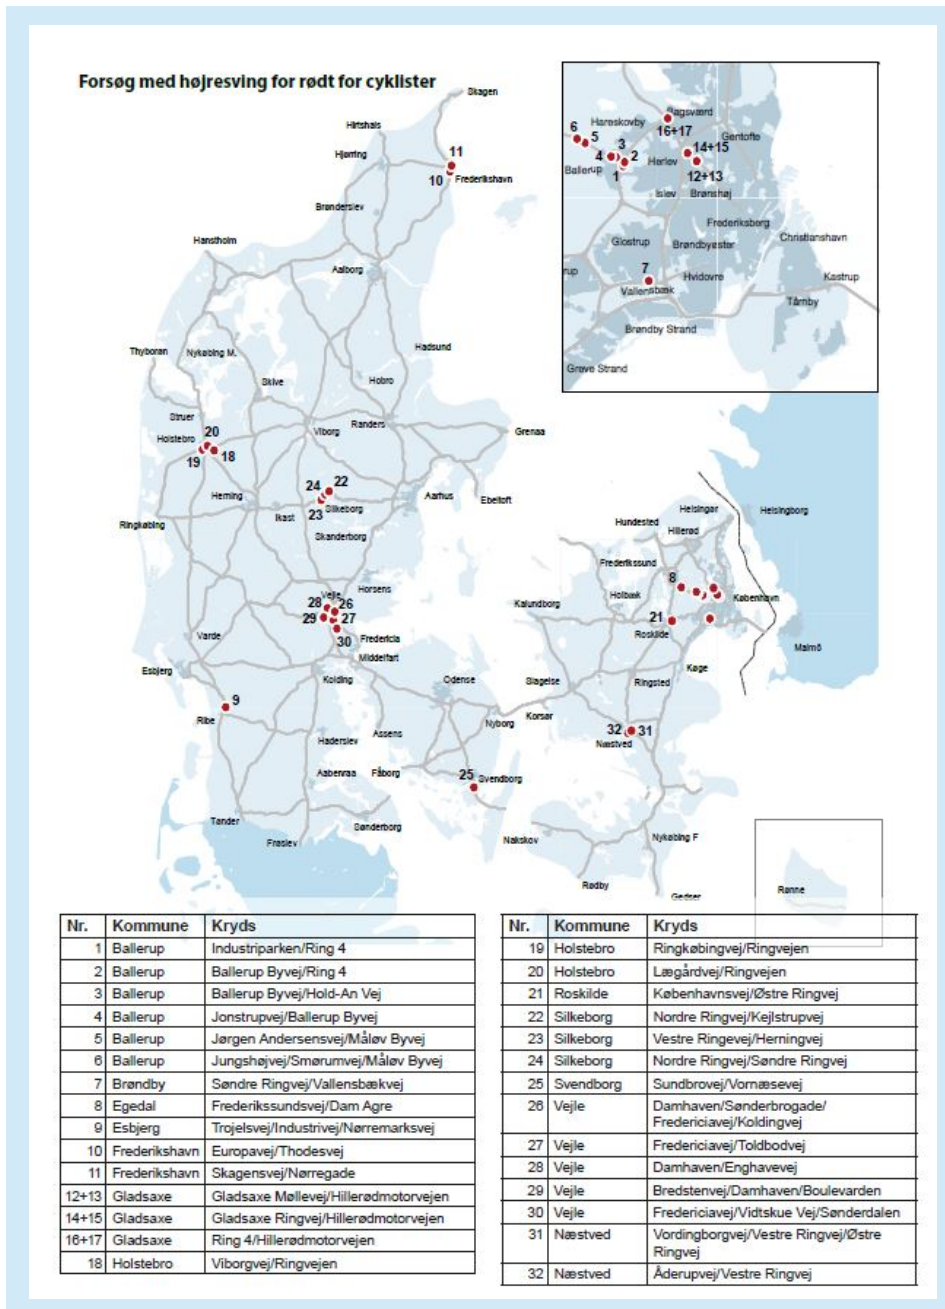 Forsøg med højresving for rødt for cyklister
Skagen
Hirtshals
Hjørring
11
10
Frederikshavn
Brønderslev
Hanstholm
Aalborg
Thyborøn
Nykøbing M.
Hadsund
Skive
Hobro
Struer
Holstebro
20
19
18
Viborg
Randers
Grenaa
Herning
24
22
Silkeborg
23
Ikast
Aarhus
Ebeltoft
Ringkøbing
Skanderborg
Horsens
Vejle
28
26
29
27
30
Fredericia
Middelfart
Varde
Esbjerg
Kolding
9
Ribe
Haderslev
Assens
Odense
Nyborg
Korsør
Slagelse
Aabenraa
Fåborg
25
Svendborg
Tønder
Frøslev
Sønderborg
Nakskov
Rødby
Nykøbing F
Gedser
Rønne
Helsingør
Helsingborg
Hundested
Hillerød
Frederikssund
8
Holbæk
København
Kalundborg
21
Roskilde
Malmö
Køge
Ringsted
32
31
Næstved
Bagsværd
Hareskovby
16+17
Gentofte
6
5
3
4
2
14+15
Ballerup
1
Herlev
12+13
Islev
Brønshøj
Frederiksberg
Christianshavn
Glostrup
Brøndbyøster
rup
7
Hvidovre
Kastrup
Vallensbæk
Tårnby
Brøndby Strand
Greve Strand
Nr. Kommune Kryds
1 Ballerup Industriparken/Ring 4
2 Ballerup Ballerup Byvej/Ring 4
3 Ballerup Ballerup Byvej/Hold-An Vej
4 Ballerup Jonstrupvej/Ballerup Byvej
5 Ballerup Jørgen Andersensvej/Måløv Byvej
6 Ballerup Jungshøjvej/Smørumvej/Måløv Byvej
7 Brøndby Søndre Ringvej/Vallensbækvej
8 Egedal Frederikssundsvej/Dam Agre
9 Esbjerg Trojelsvej/Industrivej/Nørremarksvej
10 Frederikshavn Europavej/Thodesvej
11 Frederikshavn Skagensvej/Nørregade
12+13 Gladsaxe Gladsaxe Møllevej/Hillerødmotorvejen
14+15 Gladsaxe Gladsaxe Ringvej/Hillerødmotorvejen
16+17 Gladsaxe Ring 4/Hillerødmotorvejen
18 Holstebro Viborgvej/Ringvejen
Nr. Kommune Kryds
19 Holstebro Ringkøbingvej/Ringvejen
20 Holstebro Lægårdvej/Ringvejen
21 Roskilde Københavnsvej/Østre Ringvej
22 Silkeborg Nordre Ringvej/Kejlstrupvej
23 Silkeborg Vestre Ringevej/Herningvej
24 Silkeborg Nordre Ringvej/Søndre Ringvej
25 Svendborg Sundbrovej/Vornæsevej
26 Vejle Damhaven/Sønderbrogade/
Fredericiavej/Koldingvej
27 Vejle Fredericiavej/Toldbodvej
28 Vejle Damhaven/Enghavevej
29 Vejle Bredstenvej/Damhaven/Boulevarden
30 Vejle Fredericiavej/Vidtskue Vej/Sønderdalen
31 Næstved Vordingborgvej/Vestre Ringvej/Østre
Ringvej
32 Næstved Åderupvej/Vestre Ringvej